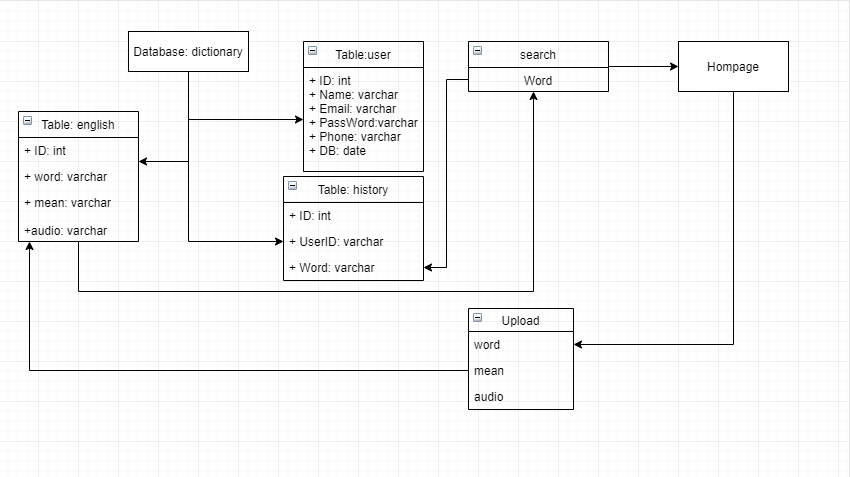 Database: dictionary
Table:user
+ ID: int
+ Name: varchar
+ Email: varchar
+ PassWord:varchar
+ Phone: varchar
+ DB: date
search
Word
Hompage
Table: english
+ ID: int
+ word: varchar
+ mean: varchar
+audio: varchar
Table: history
+ ID: int
+ UserID: varchar
+ Word: varchar
Upload
word
mean
audio